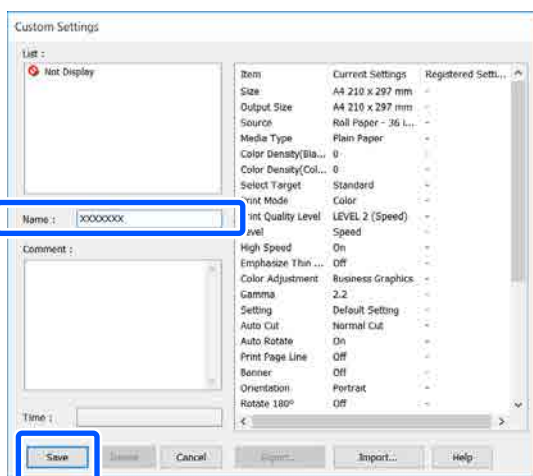 Custom Settings
List :
Not Display
Name : XXXXXXX
Comment :
Time :
Item Current Settings Registered Setti...
Size A4 210 x 297 mm -
Output Size A4 210 x 297 mm -
Source Roll Paper - 36 i... -
Media Type Plain Paper -
Color Density(Bla... 0 -
Color Density(Col... 0 -
Select Target Standard -
Print Mode Color -
Print Quality Level LEVEL 2 (Speed) -
Level Speed -
High Speed On -
Emphasize Thin ... Off -
Color Adjustment Business Graphics -
Gamma 2.2 -
Setting Default Setting -
Auto Cut Normal Cut -
Auto Rotate On -
Print Page Line Off -
Banner Off -
Orientation Portrait -
Rotate 180° Off -
Save Delete Cancel Export... Import... Help